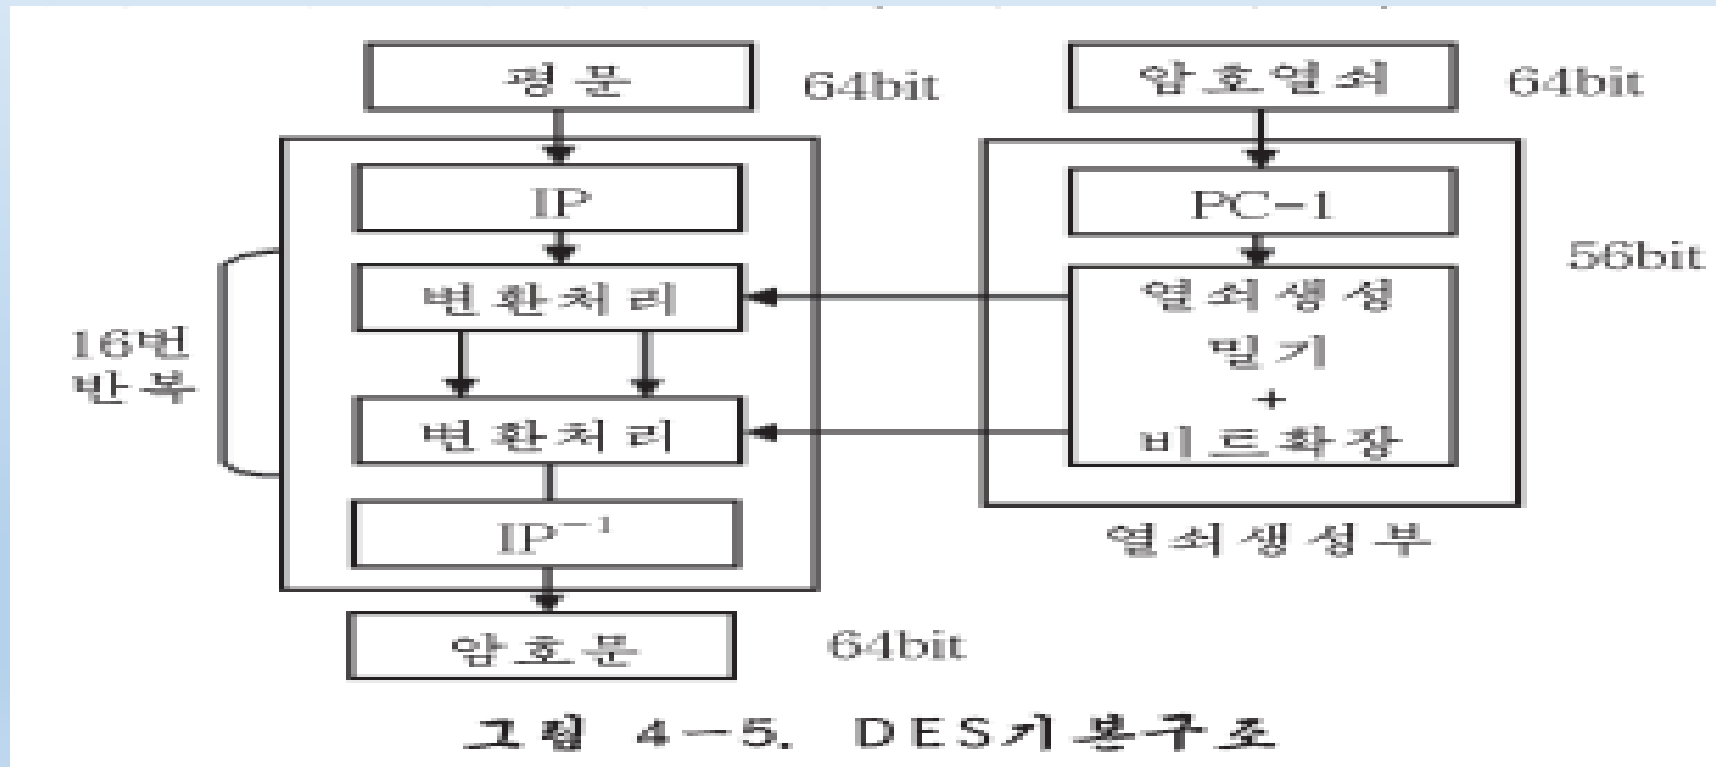 평문
64bit
암호열쇠
64bit
IP
PC-1
56bit
변환처리
열쇠생성
밀기
+
비트확장
16번
반복
변환처리
IP⁻¹
열쇠생성부
암호문
64bit
그림 4-5. DES기본구조